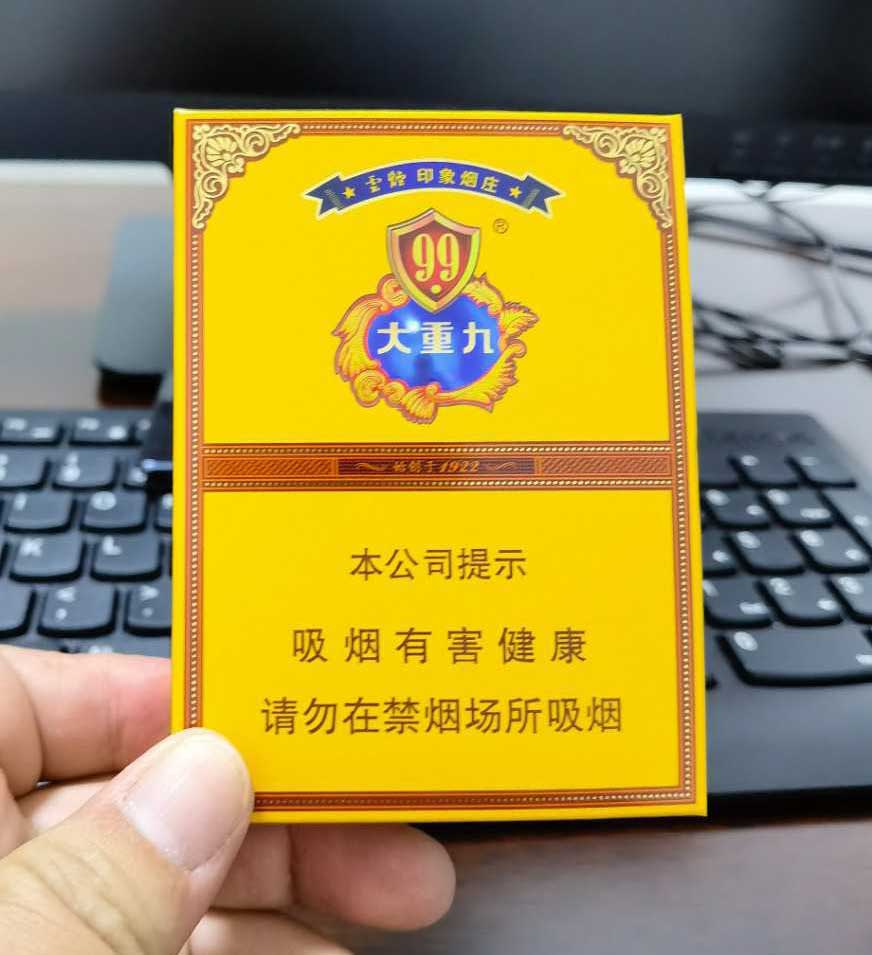 雲烟 印象烟庄
99
®
大重九
始创于1922
本公司提示
吸烟有害健康
请勿在禁烟场所吸烟
K
L